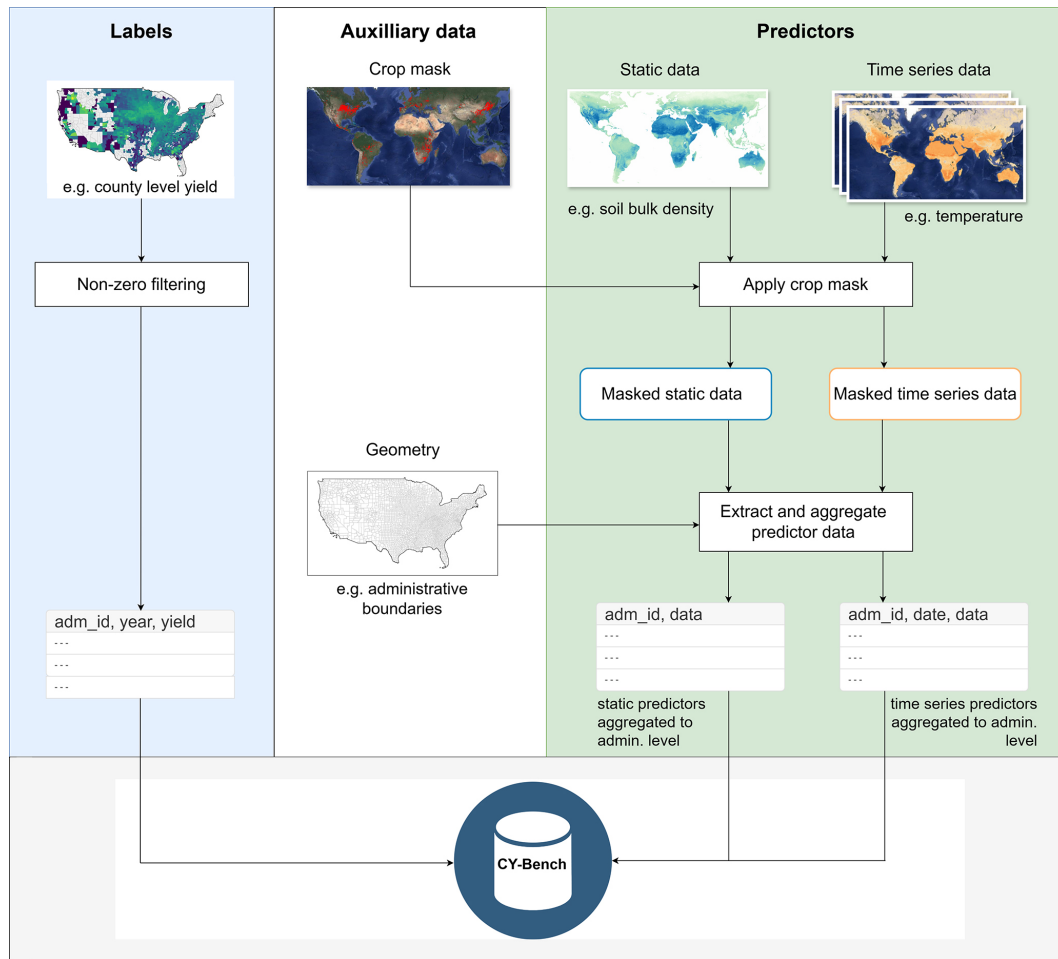 Labels
Auxilliary data
Predictors
Crop mask
Static data
Time series data
e.g. county level yield
e.g. soil bulk density
e.g. temperature
Non-zero filtering
Apply crop mask
Masked static data
Masked time series data
Geometry
Extract and aggregate
predictor data
e.g. administrative
boundaries
adm_id, year, yield
---
---
---
adm_id, data
---
---
---
adm_id, date, data
---
---
---
static predictors
aggregated to
admin. level
time series predictors
aggregated to admin.
level
CY-Bench